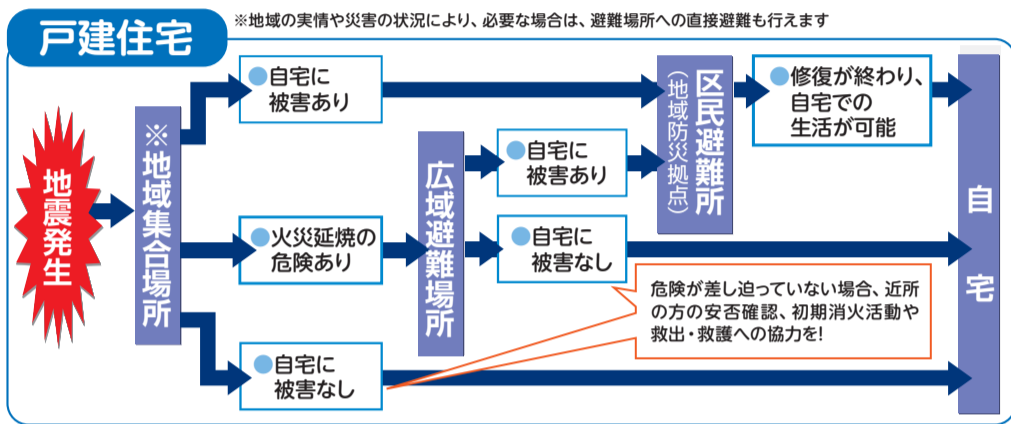 ※地域の実情や災害の状況により、必要な場合は、避難場所への直接避難も行えます
戸建住宅
地震発生
※地域集合場所
●自宅に
被害あり
●火災延焼の
危険あり
●自宅に
被害なし
広域避難場所
●自宅に
被害あり
●自宅に
被害なし
区民避難所
（地域防災拠点）
●修復が終わり、
自宅での
生活が可能
危険が差し迫っていない場合、近所
の方の安否確認、初期消火活動や
救出・救護への協力を!
自宅